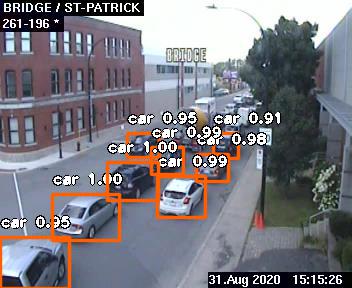 BRIDGE / ST-PATRICK
261-196 *
BRIDGE
car 0.95
car 0.91
car 0.99
car 0.98
car 1.00
car 0.99
car 1.00
car 0.95
31.Aug 2020 15:15:26